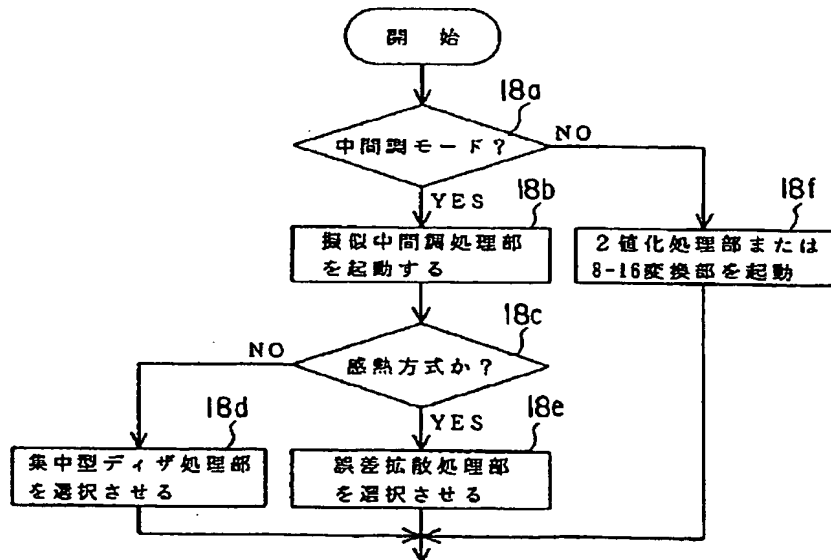 開 始
18a
中間調モード?
NO
YES
18b
18f
擬似中間調処理部
を起動する
2値化処理部または
8-16変換部を起動
18c
NO
感熱方式か?
YES
18d
18e
集中型ディザ処理部
を選択させる
誤差拡散処理部
を選択させる